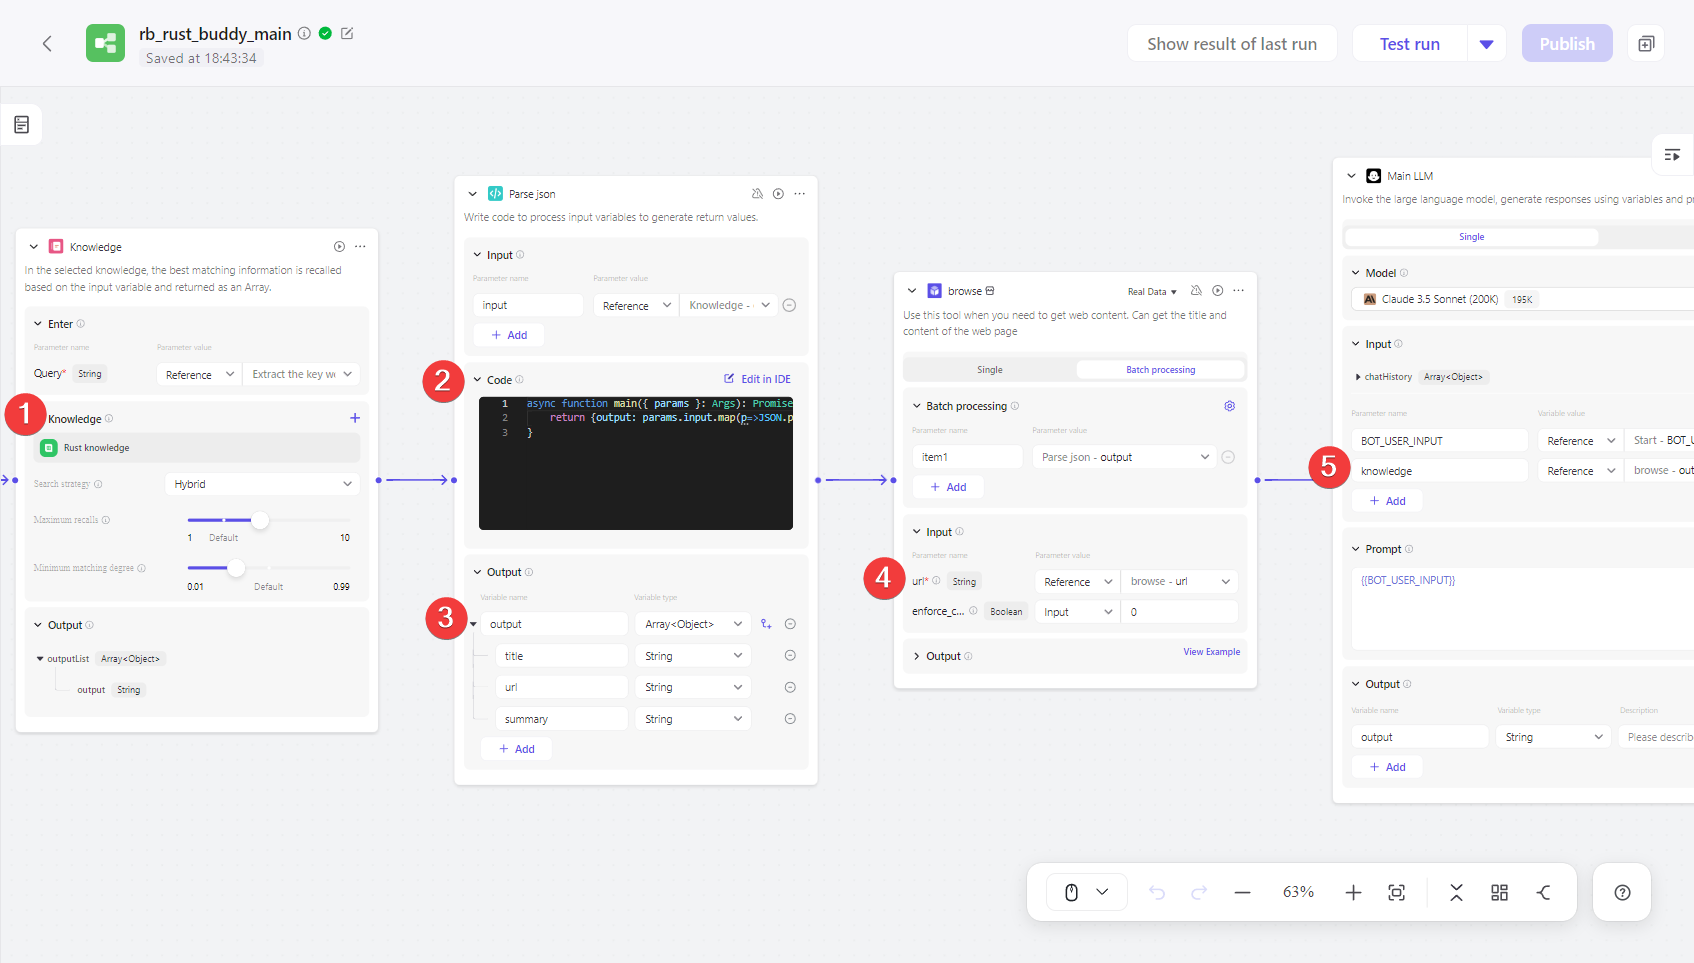 rb_rust_buddy_main
Saved at 18:43:34
Show result of last run
Test run
Publish
Knowledge
In the selected knowledge, the best matching information is recalled
based on the input variable and returned as an Array.
Enter
Parameter name Parameter value
Query* String Reference Extract the key w
1
Knowledge
Rust knowledge
Search strategy Hybrid
Maximum recalls
1 Default 10
Minimum matching degree
0.01 Default 0.99
Output
outputList Array<Object>
output String
Parse json
Write code to process input variables to generate return values.
Input
Parameter name Parameter value
input Reference Knowledge -
+ Add
2
Code Edit in IDE
1 async function main({ params }: Args): Promise
2 return {output: params.input.map(p=>JSON.p
3 }
Output
Variable name Variable type
3
output Array<Object>
title String
url String
summary String
+ Add
browse Real Data
Use this tool when you need to get web content. Can get the title and
content of the web page
Single Batch processing
Batch processing
Parameter name Parameter value
item1 Parse json - output
+ Add
Input
Parameter name Parameter value
4
url* String Reference browse - url
enforce_c... Boolean Input 0
Output View Example
Main LLM
Invoke the large language model, generate responses using variables and p
Single
Model
Claude 3.5 Sonnet (200K) 195K
Input
chatHistory Array<Object>
Parameter name Variable value
BOT_USER_INPUT Reference Start - BOT_U
5
knowledge Reference browse - out
+ Add
Prompt
{{BOT_USER_INPUT}}
Output
Variable name Variable type Description
output String Please describ
+ Add
63%